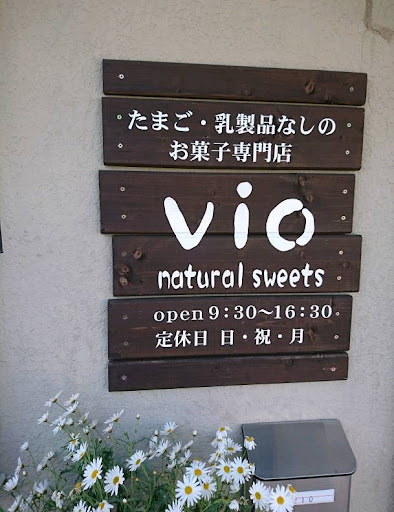 たまご・乳製品なしの
お菓子専門店
vio
natural sweets
open 9:30〜16:30
定休日 日・祝・月